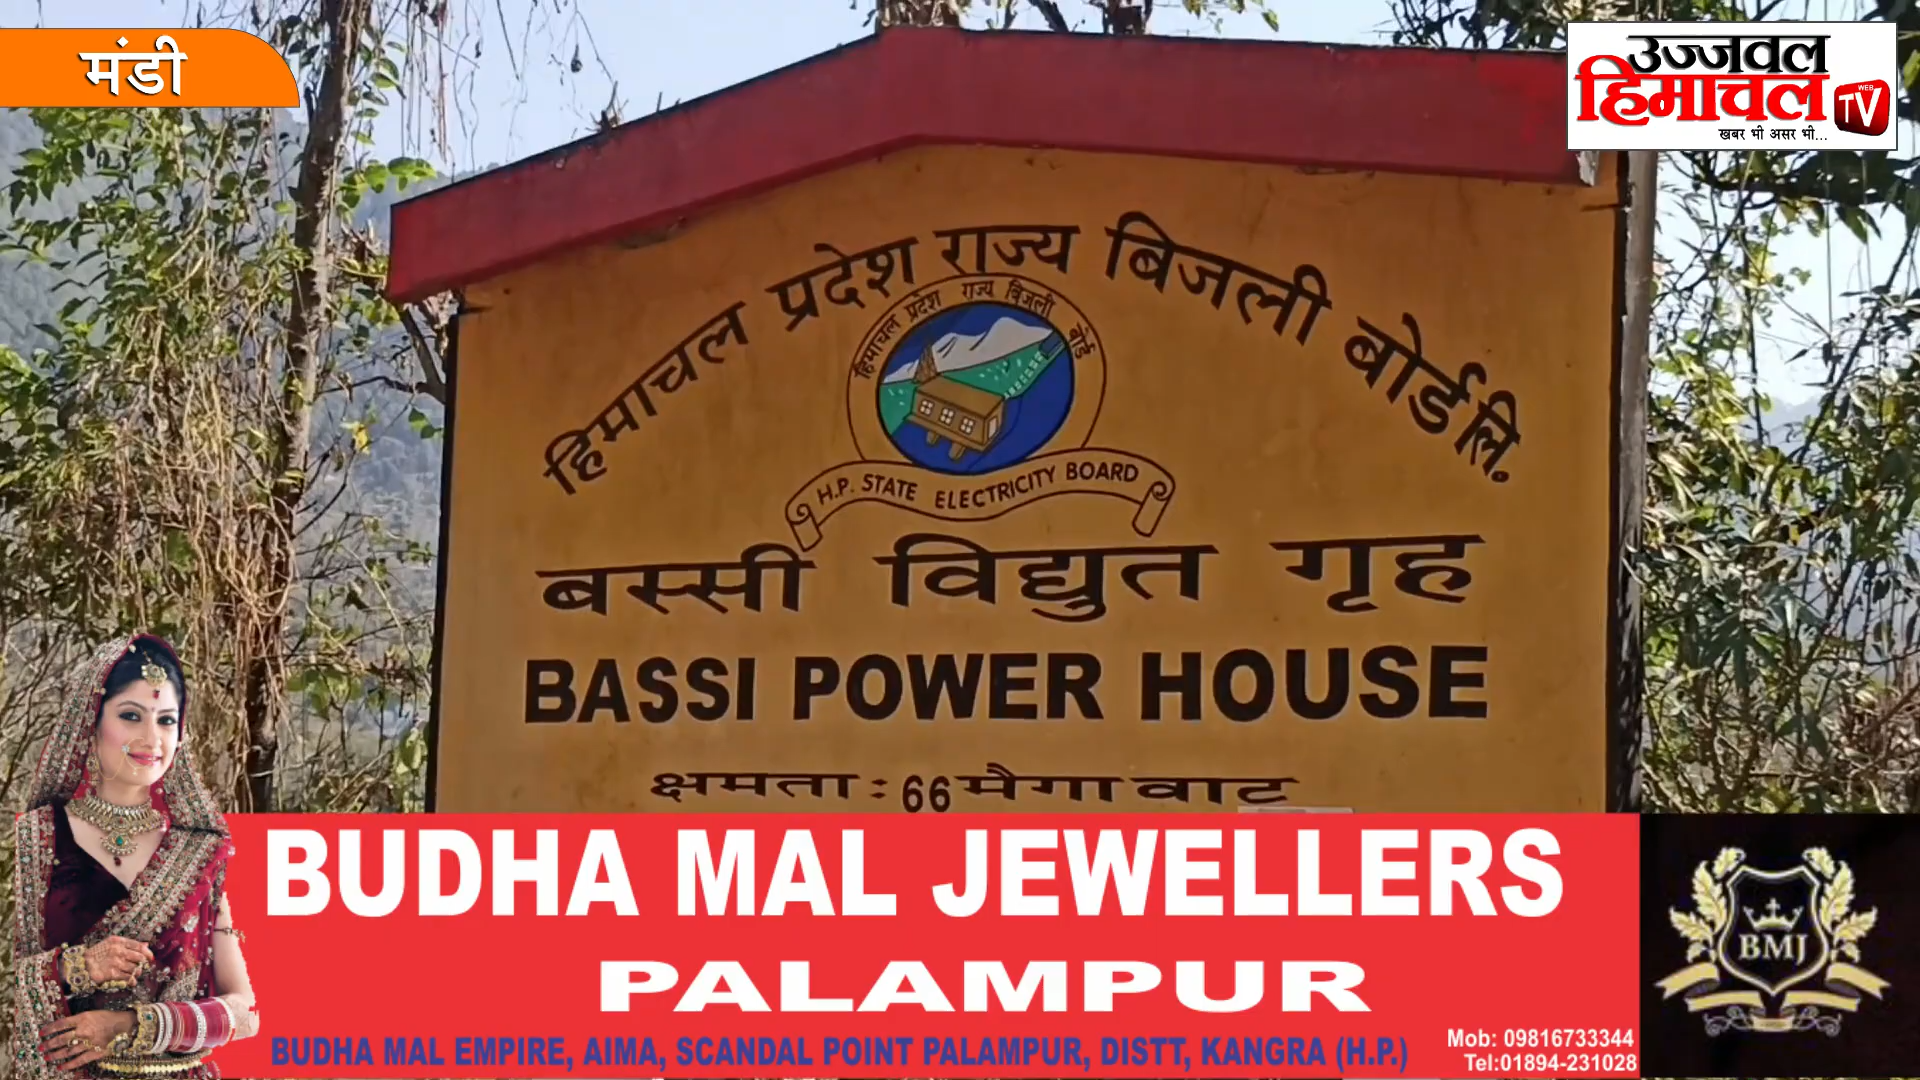 मंडी
उज्जवल
हिमाचल
WEB
TV
खबर भी असर भी...
हिमाचल प्रदेश राज्य बिजली बोर्ड लि.
हिमाचल प्रदेश राज्य बिजली बोर्ड
H.P. STATE ELECTRICITY BOARD
बस्सी विद्युत गृह
BASSI POWER HOUSE
क्षमता : 66 मैगा वाट
BUDHA MAL JEWELLERS
PALAMPUR
BUDHA MAL EMPIRE, AIMA, SCANDAL POINT PALAMPUR, DISTT, KANGRA (H.P.)
Mob: 09816733344
Tel:01894-231028
BMJ